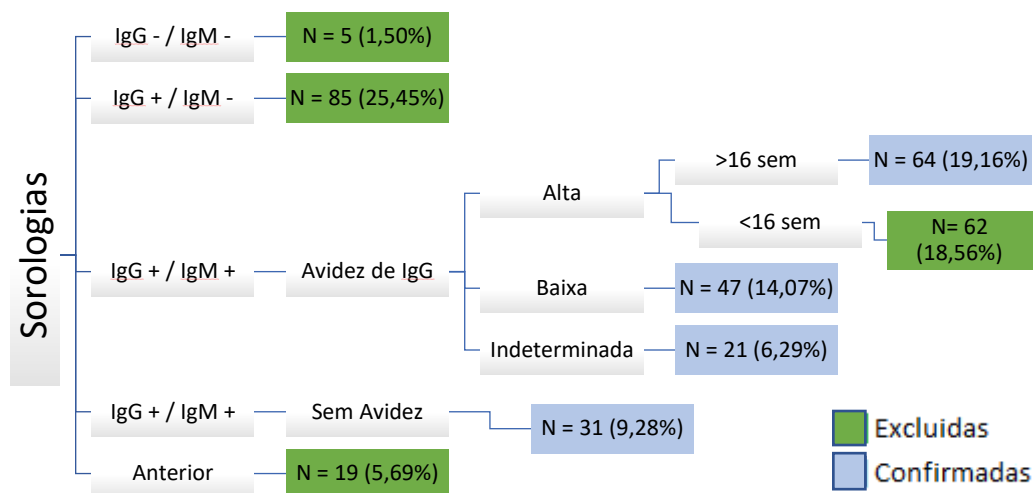 Sorologias
IgG - / IgM -
N = 5 (1,50%)
IgG + / IgM -
N = 85 (25,45%)
IgG + / IgM +
Avidez de IgG
Alta
>16 sem
N = 64 (19,16%)
<16 sem
N= 62
(18,56%)
Baixa
N = 47 (14,07%)
Indeterminada
N = 21 (6,29%)
IgG + / IgM +
Sem Avidez
N = 31 (9,28%)
Anterior
N = 19 (5,69%)
Excluidas
Confirmadas